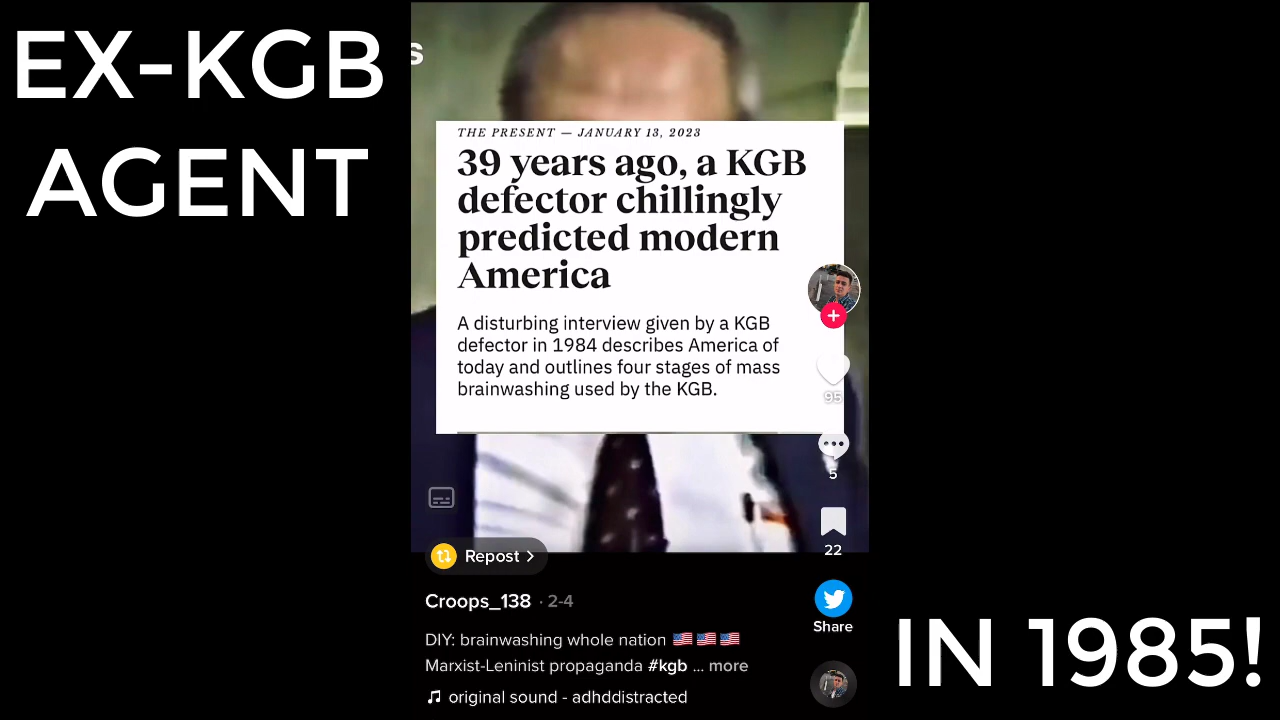 EX-KGB
AGENT
s
THE PRESENT — JANUARY 13, 2023
39 years ago, a KGB
defector chillingly
predicted modern
America
A disturbing interview given by a KGB
defector in 1984 describes America of
today and outlines four stages of mass
brainwashing used by the KGB.
95
5
22
Repost >
Share
Croops_138 · 2-4
DIY: brainwashing whole nation 🇺🇸🇺🇸🇺🇸
Marxist-Leninist propaganda #kgb ... more
original sound - adhddistracted
IN 1985!